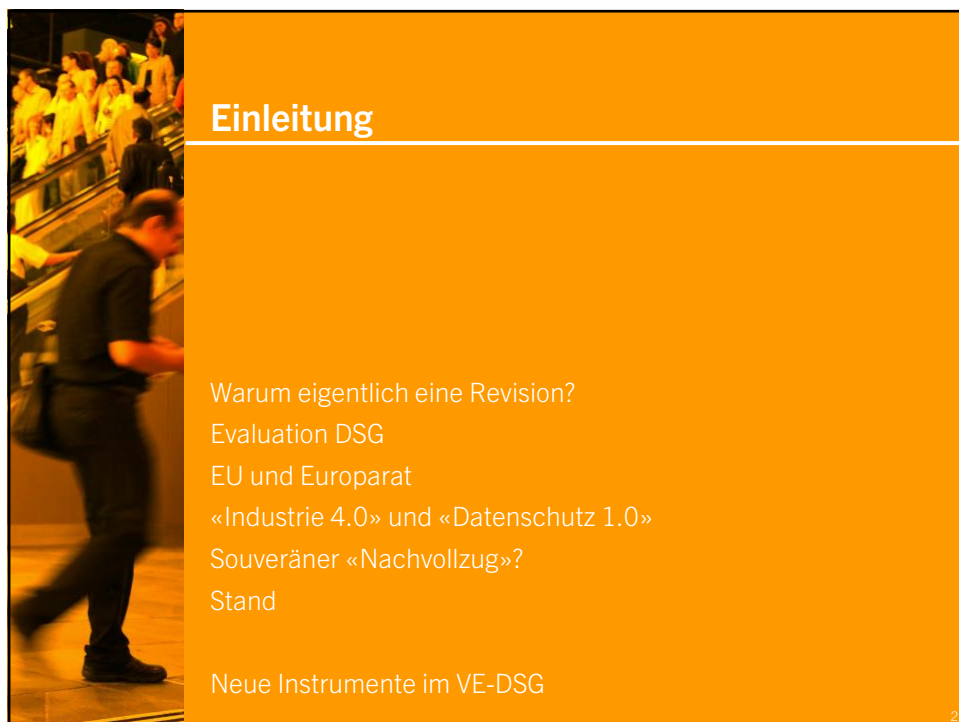 Einleitung
Warum eigentlich eine Revision?
Evaluation DSG
EU und Europarat
«Industrie 4.0» und «Datenschutz 1.0»
Souveräner «Nachvollzug»?
Stand
Neue Instrumente im VE-DSG
2